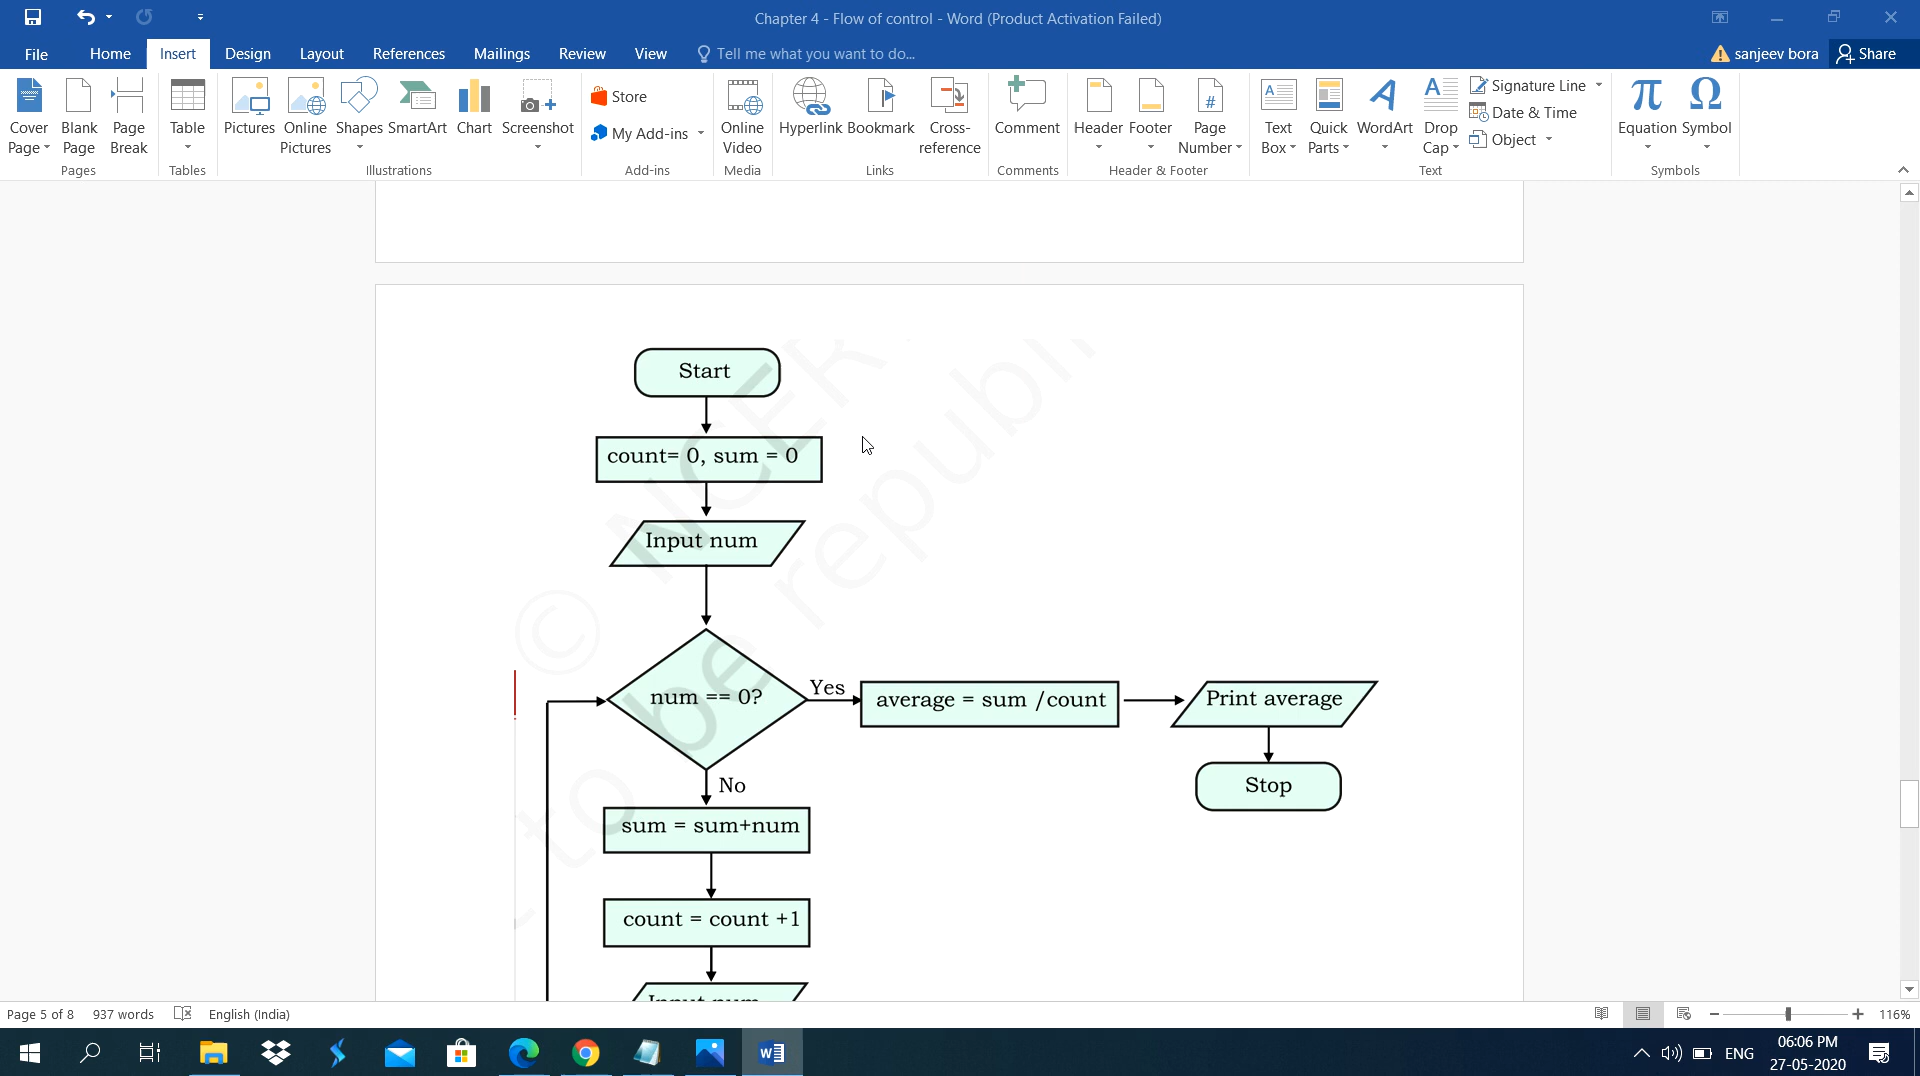 Chapter 4 - Flow of control - Word (Product Activation Failed)
File Home Insert Design Layout References Mailings Review View Tell me what you want to do... sanjeev bora Share
Cover Page
Blank Page
Page Break
Pages
Table
Tables
Pictures
Online Pictures
Shapes
SmartArt
Chart
Screenshot
Illustrations
Store
My Add-ins
Add-ins
Online Video
Media
Hyperlink
Bookmark
Cross-reference
Links
Comment
Comments
Header
Footer
Page Number
Header & Footer
Text Box
Quick Parts
WordArt
Drop Cap
Signature Line
Date & Time
Object
Text
Equation
Symbol
Symbols
Start
count= 0, sum = 0
Input num
num == 0?
Yes
average = sum /count
Print average
Stop
No
sum = sum+num
count = count +1
Input num
© NCER
to be republi
Page 5 of 8 937 words English (India) 116%
ENG
06:06 PM
27-05-2020